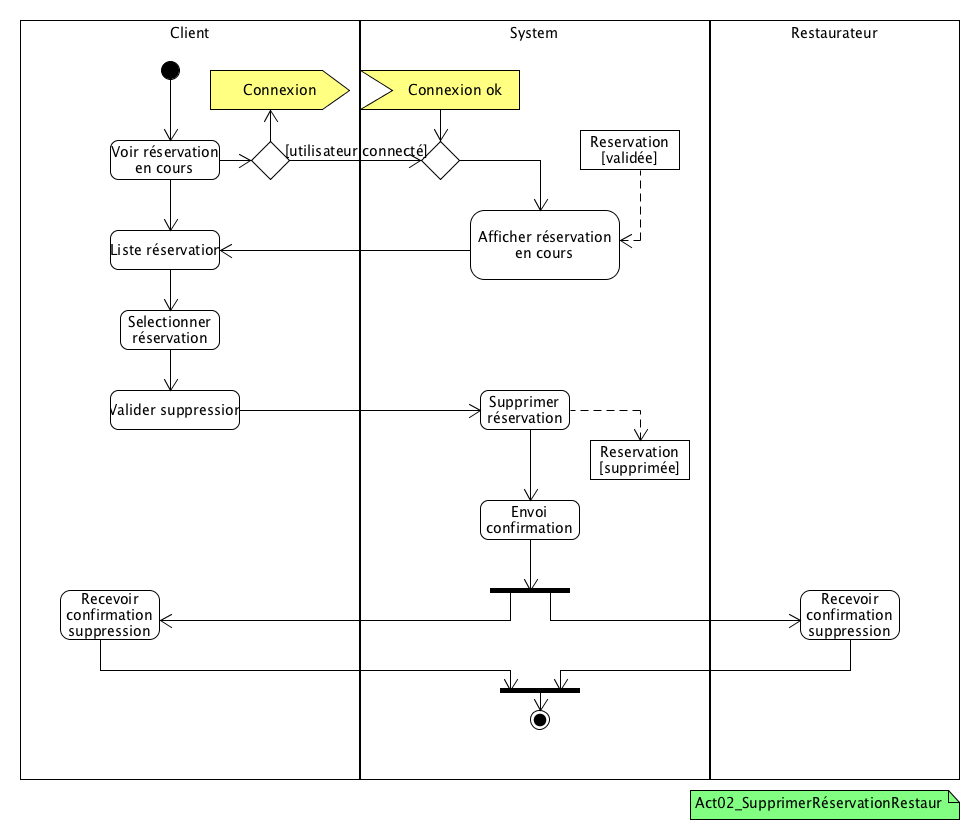 Client
System
Restaurateur
Connexion
Connexion ok
Voir réservation
en cours
[utilisateur connecté]
Reservation
[validée]
Afficher réservation
en cours
Liste réservation
Selectionner
réservation
Valider suppression
Supprimer
réservation
Reservation
[supprimée]
Envoi
confirmation
Recevoir
confirmation
suppression
Recevoir
confirmation
suppression
Act02_SupprimerRéservationRestaur